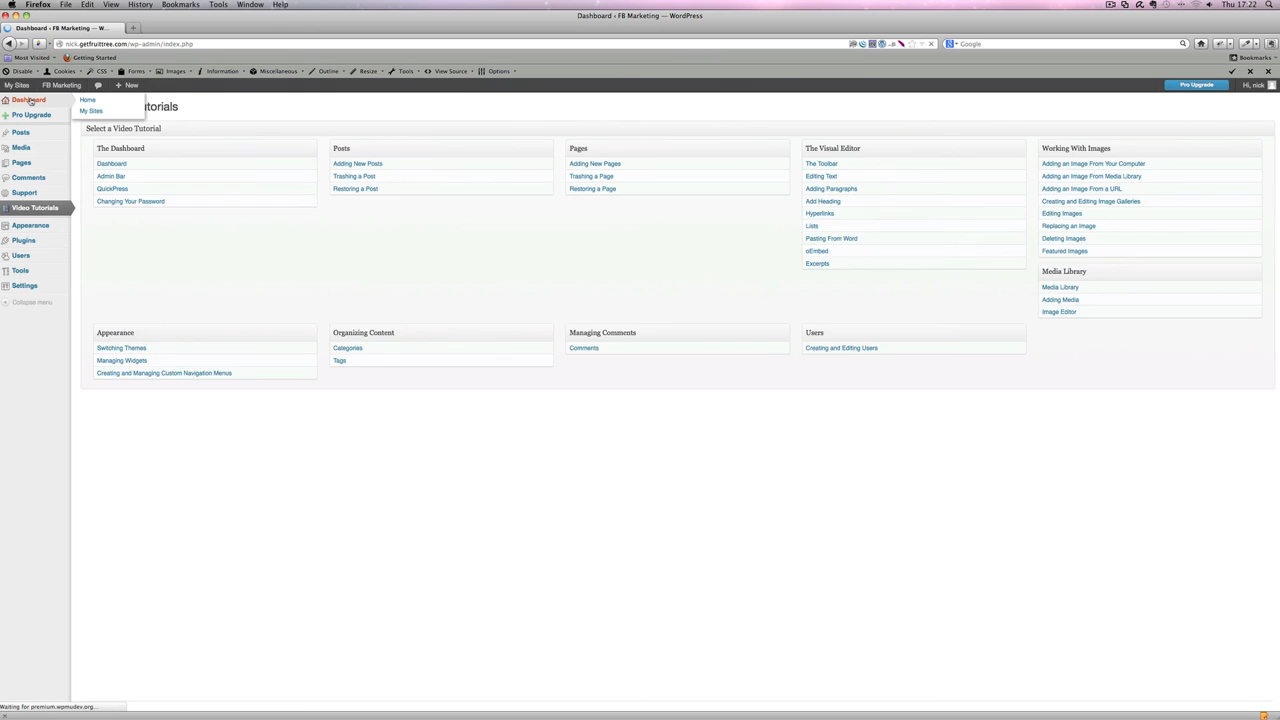 Firefox File Edit View History Bookmarks Tools Window Help Thu 17:22
Dashboard ‹ FB Marketing — WordPress
Dashboard ‹ FB Marketing — W...
nick.getfruittree.com/wp-admin/index.php Google
Most Visited Getting Started Bookmarks
Disable Cookies CSS Forms Images Information Miscellaneous Outline Resize Tools View Source Options
My Sites FB Marketing New Pro Upgrade Hi, nick
Dashboard
Home
My Sites
utorials
Pro Upgrade
Posts
Media
Pages
Comments
Support
Video Tutorials
Appearance
Plugins
Users
Tools
Settings
Collapse menu
Select a Video Tutorial
The Dashboard
Dashboard
Admin Bar
QuickPress
Changing Your Password
Posts
Adding New Posts
Trashing a Post
Restoring a Post
Pages
Adding New Pages
Trashing a Page
Restoring a Page
The Visual Editor
The Toolbar
Editing Text
Adding Paragraphs
Add Heading
Hyperlinks
Lists
Pasting From Word
oEmbed
Excerpts
Working With Images
Adding an Image From Your Computer
Adding an Image From Media Library
Adding an Image From a URL
Creating and Editing Image Galleries
Editing Images
Replacing an Image
Deleting Images
Featured Images
Media Library
Media Library
Adding Media
Image Editor
Appearance
Switching Themes
Managing Widgets
Creating and Managing Custom Navigation Menus
Organizing Content
Categories
Tags
Managing Comments
Comments
Users
Creating and Editing Users
Waiting for premium.wpmudev.org...